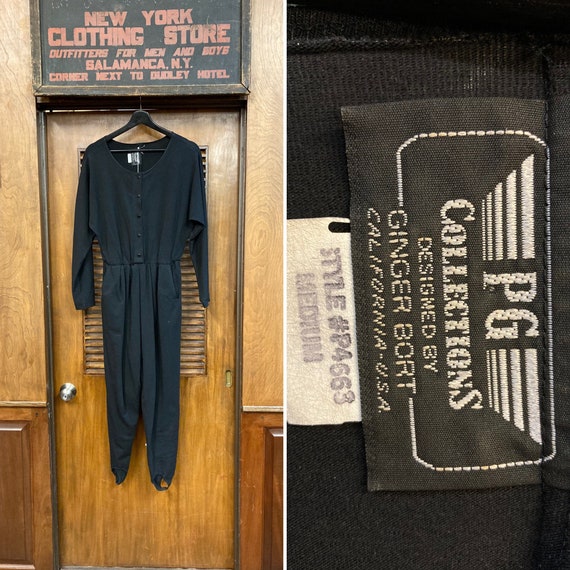 NEW YORK
CLOTHING STORE
OUTFITTERS FOR MEN AND BOYS
SALAMANCA, N.Y.
CORNER NEXT TO DUDLEY HOTEL
PG
COLLECTIONS
DESIGNED BY
GINGER BORT
CALIFORNIA-USA
STYLE #P4663
MEDIUM